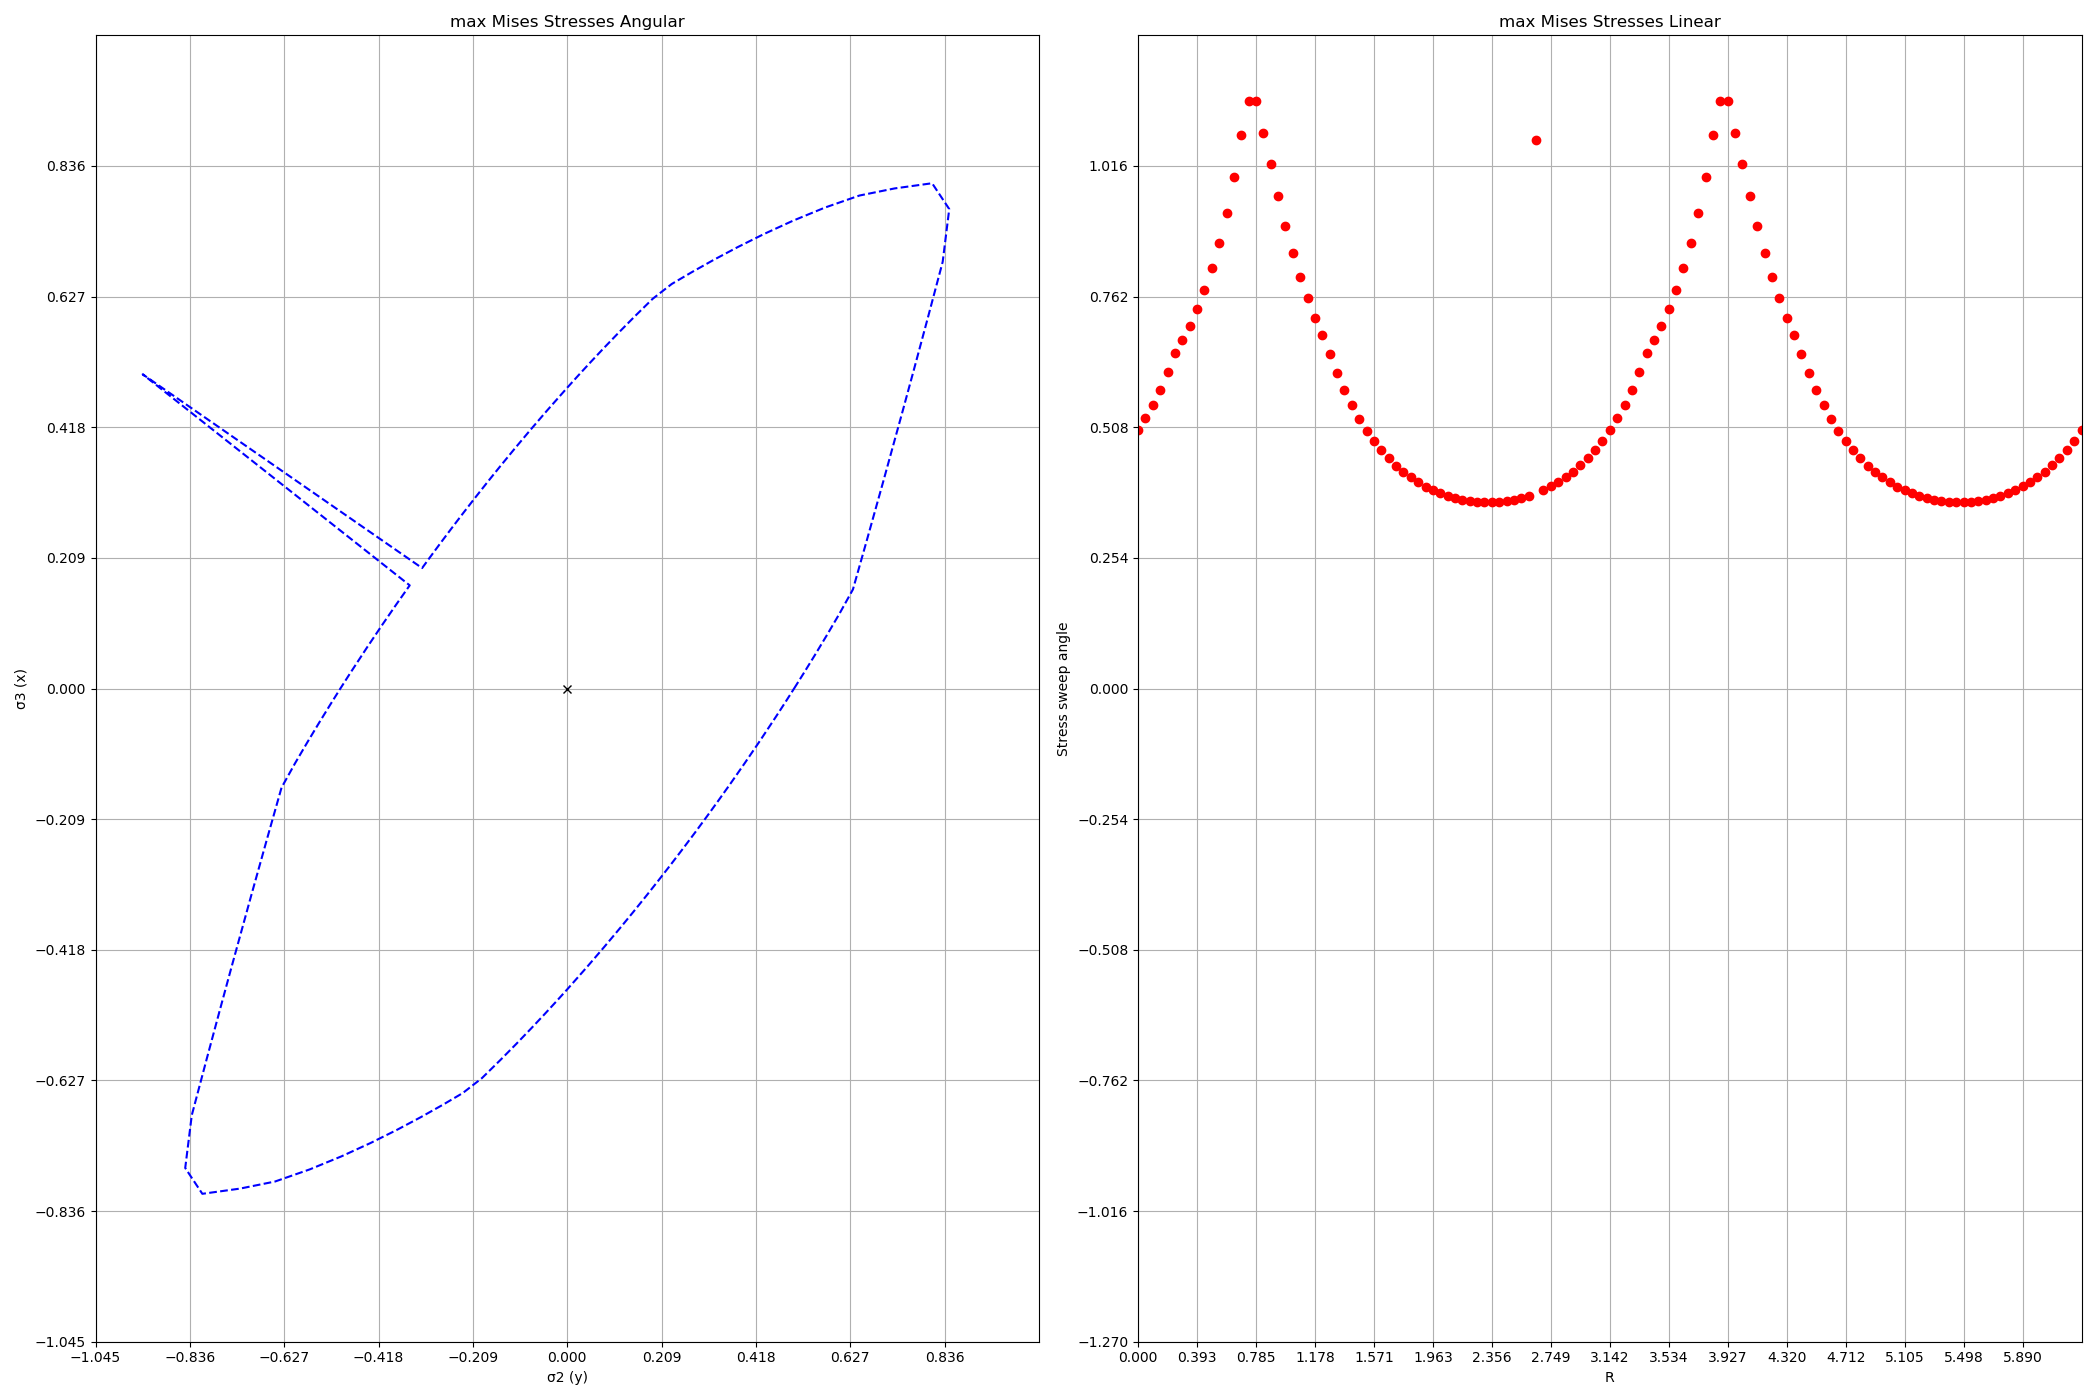 max Mises Stresses Angular
0.836
0.627
0.418
0.209
0.000
−0.209
−0.418
−0.627
−0.836
−1.045
σ3 (x)
−1.045 −0.836 −0.627 −0.418 −0.209 0.000 0.209 0.418 0.627 0.836
σ2 (y)
max Mises Stresses Linear
1.016
0.762
0.508
0.254
0.000
−0.254
−0.508
−0.762
−1.016
−1.270
Stress sweep angle
0.000 0.393 0.785 1.178 1.571 1.963 2.356 2.749 3.142 3.534 3.927 4.320 4.712 5.105 5.498 5.890
R